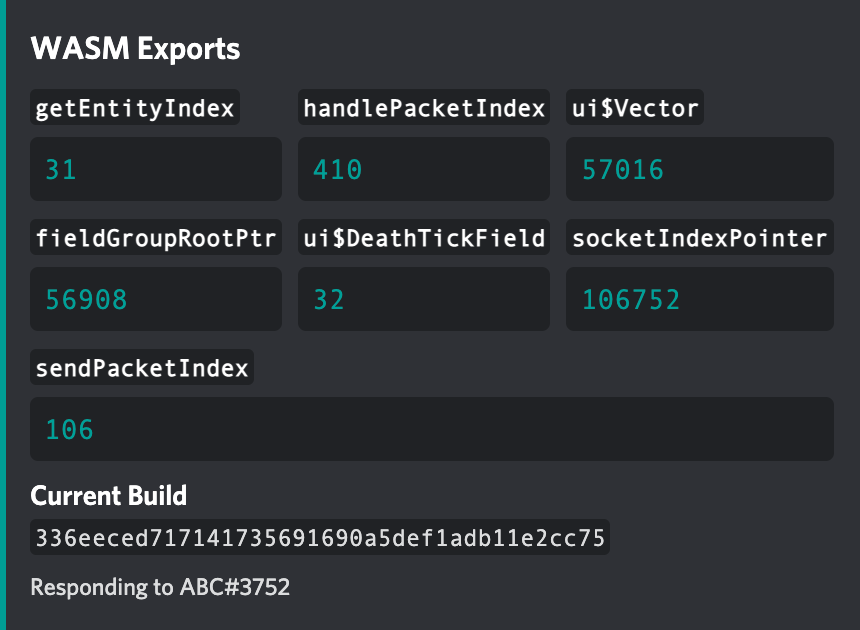 WASM Exports
getEntityIndex handlePacketIndex ui$Vector
31 410 57016
fieldGroupRootPtr ui$DeathTickField socketIndexPointer
56908 32 106752
sendPacketIndex
106
Current Build
336eeced717141735691690a5def1adb11e2cc75
Responding to ABC#3752